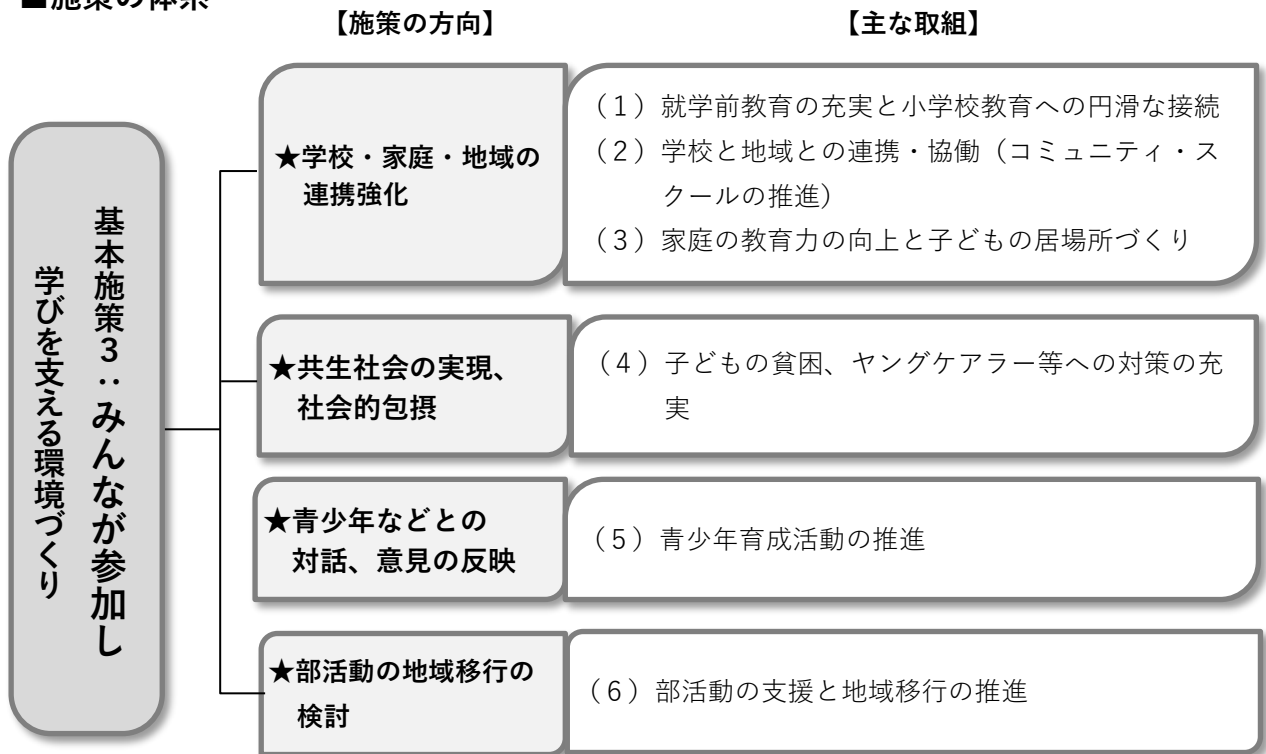 ■施策の体系
【施策の方向】
【主な取組】
基本施策3：みんなが参加し
学びを支える環境づくり
★学校・家庭・地域の
連携強化
（1）就学前教育の充実と小学校教育への円滑な接続
（2）学校と地域との連携・協働（コミュニティ・ス
クールの推進）
（3）家庭の教育力の向上と子どもの居場所づくり
★共生社会の実現、
社会的包摂
（4）子どもの貧困、ヤングケアラー等への対策の充
実
★青少年などとの
対話、意見の反映
（5）青少年育成活動の推進
★部活動の地域移行の
検討
（6）部活動の支援と地域移行の推進